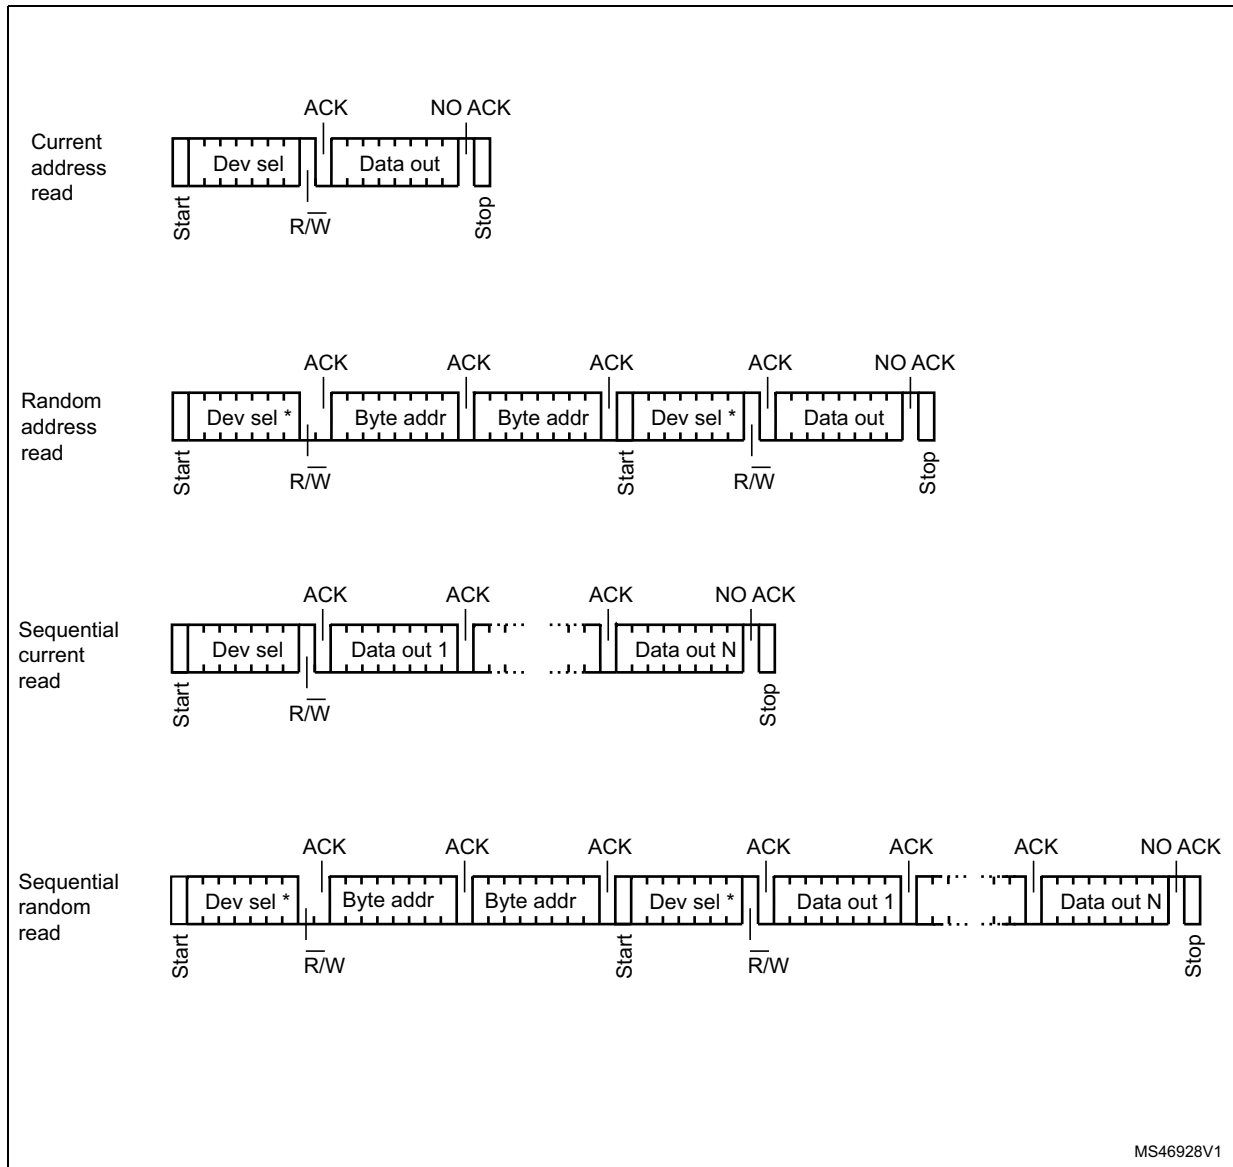 ACK NO ACK
Current
address
read
Dev sel Data out
Start R/W̅ Stop
ACK ACK ACK ACK NO ACK
Random
address
read
Dev sel * Byte addr Byte addr Dev sel * Data out
Start R/W̅ Start R/W̅ Stop
ACK ACK ACK NO ACK
Sequential
current
read
Dev sel Data out 1 Data out N
Start R/W̅ Stop
ACK ACK ACK ACK ACK ACK NO ACK
Sequential
random
read
Dev sel * Byte addr Byte addr Dev sel * Data out 1 Data out N
Start R̅/W Start R̅/W Stop
MS46928V1